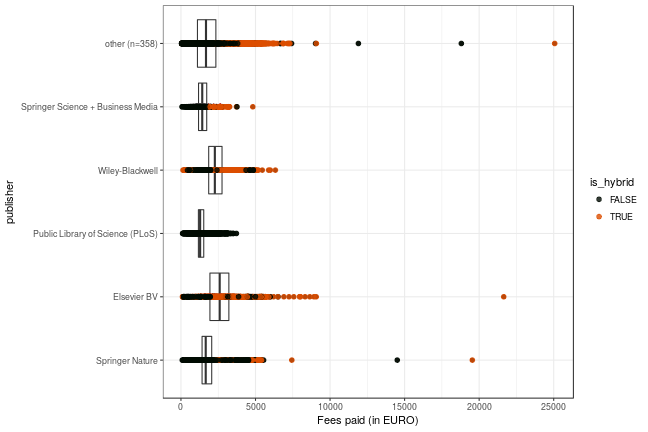 other (n=358)
Springer Science + Business Media
Wiley-Blackwell
Public Library of Science (PLoS)
Elsevier BV
Springer Nature
publisher
0 5000 10000 15000 20000 25000
Fees paid (in EURO)
is_hybrid
FALSE
TRUE